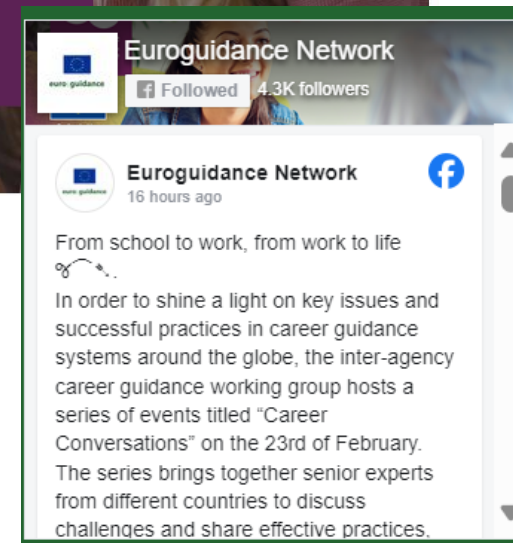 Euroguidance Network
euro guidance
Followed 4.3K followers
Euroguidance Network
euro guidance
16 hours ago
From school to work, from work to life
In order to shine a light on key issues and
successful practices in career guidance
systems around the globe, the inter-agency
career guidance working group hosts a
series of events titled “Career
Conversations” on the 23rd of February.
The series brings together senior experts
from different countries to discuss
challenges and share effective practices,